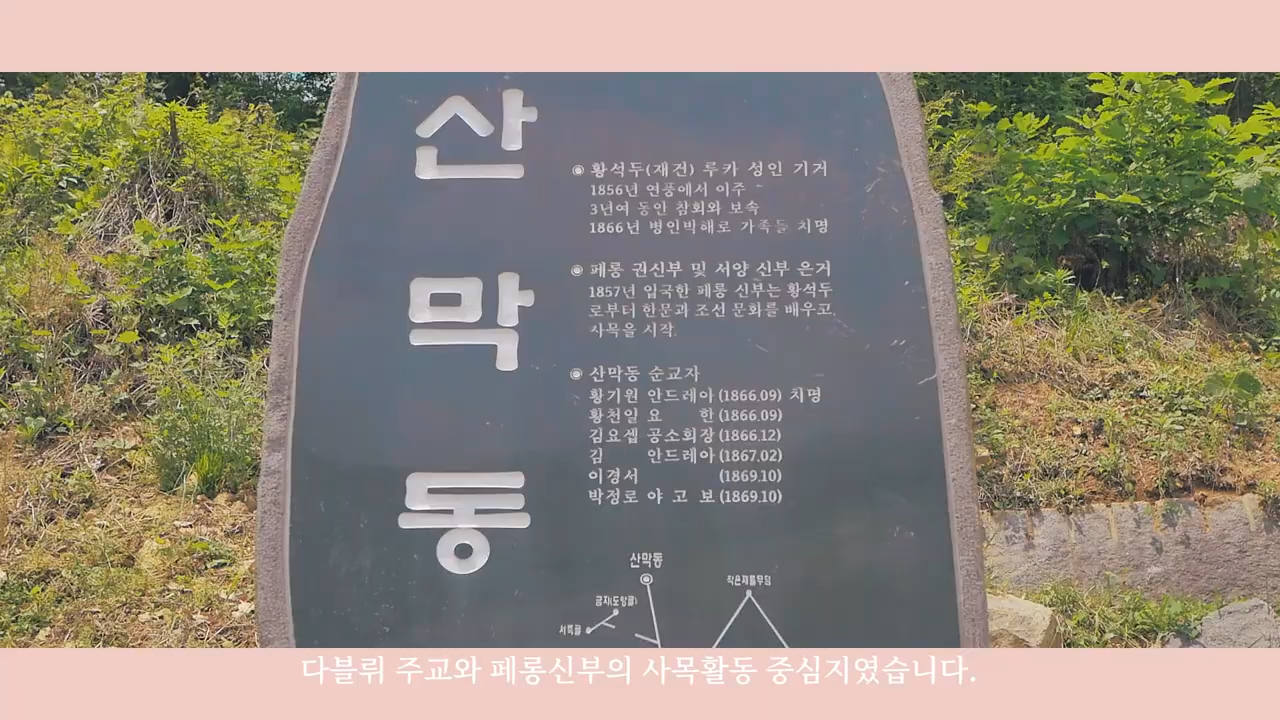 산
막
동
◉ 황석두(재건) 루카 성인 기거
1856년 연풍에서 이주
3년여 동안 참회와 보속
1866년 병인박해로 가족들 치명
◉ 페롱 권신부 및 서양 신부 은거
1857년 입국한 페롱 신부는 황석두
로부터 한문과 조선 문화를 배우고,
사목을 시작.
◉ 산막동 순교자
황기원 안드레아 (1866.09) 치명
황천일 요 한 (1866.09)
김요셉 공소회장 (1866.12)
김 안드레아 (1867.02)
이경서 (1869.10)
박정로 야 고 보 (1869.10)
산막동
작은재줄무덤
서륙골
다블뤼 주교와 페롱신부의 사목활동 중심지였습니다.